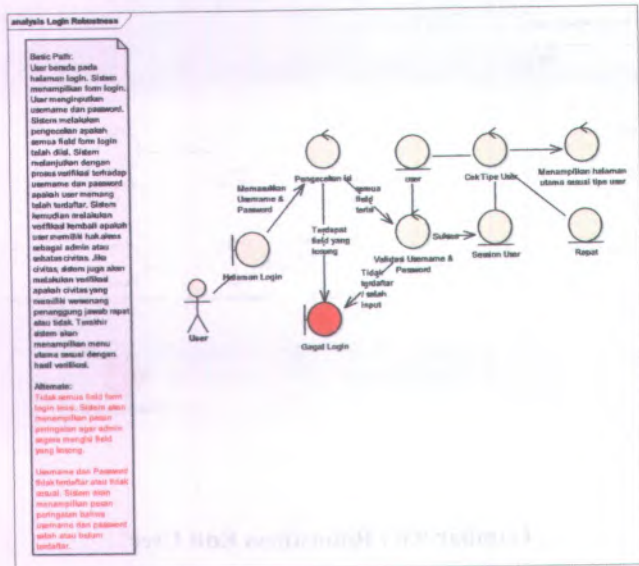 analysis Login Robustness
Basic Path:
User berada pada
halaman login. Sistem
menampilkan form login.
User menginputkan
username dan password.
Sistem melakukan
pengecekan apakah
semua field form login
telah diisi. Sistem
melanjutkan dengan
proses verifikasi terhadap
username dan password
apakah user memang
telah terdaftar. Sistem
kemudian melakukan
verifikasi kembali apakah
user memiliki hak akses
sebagai admin atau
sebatas civitas. Jika
civitas, sistem juga akan
melakukan verifikasi
apakah civitas yang
memiliki wewenang
penanggung jawab rapat
atau tidak. Terakhir
sistem akan
menampilkan menu
utama sesuai dengan
hasil verifikasi.
Alternate:
Tidak semua field form
login terisi. Sistem akan
menampilkan pesan
peringatan agar admin
segera mengisi field
yang kosong.
Username dan Password
tidak terdaftar atau tidak
sesuai. Sistem akan
menampilkan pesan
peringatan bahwa
username dan password
salah atau belum
terdaftar.
User
Halaman Login
Memasukkan
Username &
Password
Pengecekan Isi
semua
field
terisi
Terdapat
field yang
kosong
Gagal Login
Tidak
terdaftar
/ salah
input
Validasi Username &
Password
Sukses
user
Session User
Cek Tipe User
Rapat
Menampilkan halaman
utama sesuai tipe user
Robustness Edit User